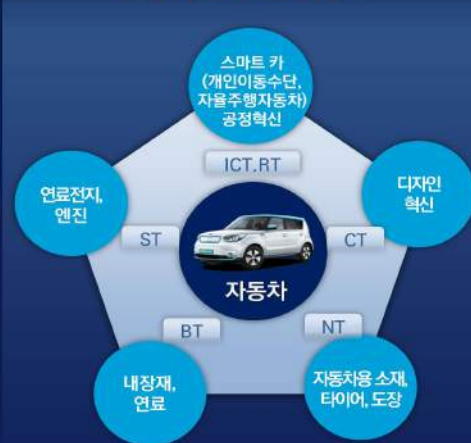 스마트 카
(개인이동수단,
자율주행자동차)
공정혁신
ICT.RT
연료전지,
엔진
디자인
혁신
ST
CT
자동차
BT
NT
내장재,
연료
자동차용 소재,
타이어, 도장